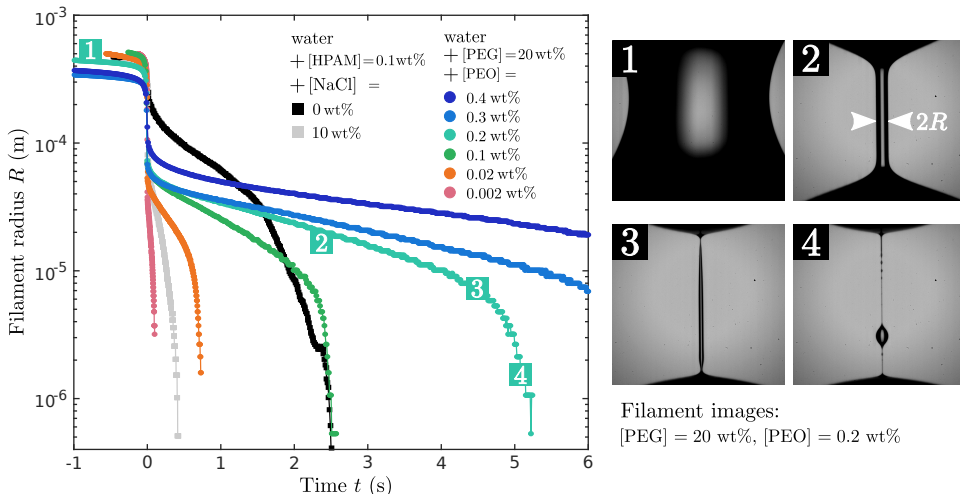 10⁻³
10⁻⁴
10⁻⁵
10⁻⁶
Filament radius R (m)
-1 0 1 2 3 4 5 6
Time t (s)
1
2
3
4
water
+[HPAM]=0.1wt%
+[NaCl] =
0 wt%
10 wt%
water
+[PEG]=20 wt%
+[PEO] =
0.4 wt%
0.3 wt%
0.2 wt%
0.1 wt%
0.02 wt%
0.002 wt%
1
2
2R
3
4
Filament images:
[PEG] = 20 wt%, [PEO] = 0.2 wt%